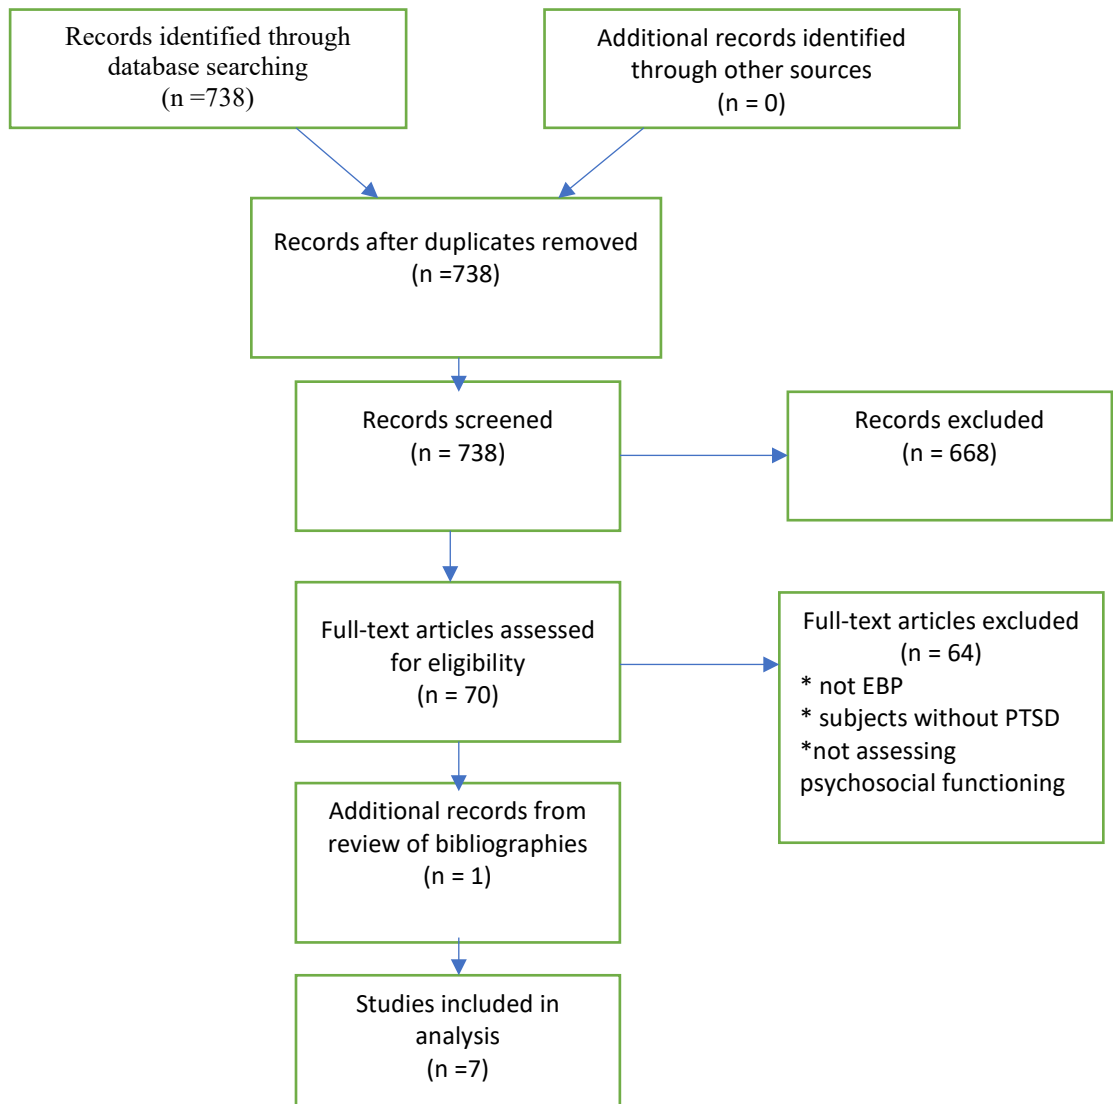 Records identified through
database searching
(n =738)
Additional records identified
through other sources
(n = 0)
Records after duplicates removed
(n =738)
Records screened
(n = 738)
Records excluded
(n = 668)
Full-text articles assessed
for eligibility
(n = 70)
Full-text articles excluded
(n = 64)
* not EBP
* subjects without PTSD
*not assessing
psychosocial functioning
Additional records from
review of bibliographies
(n = 1)
Studies included in
analysis
(n =7)